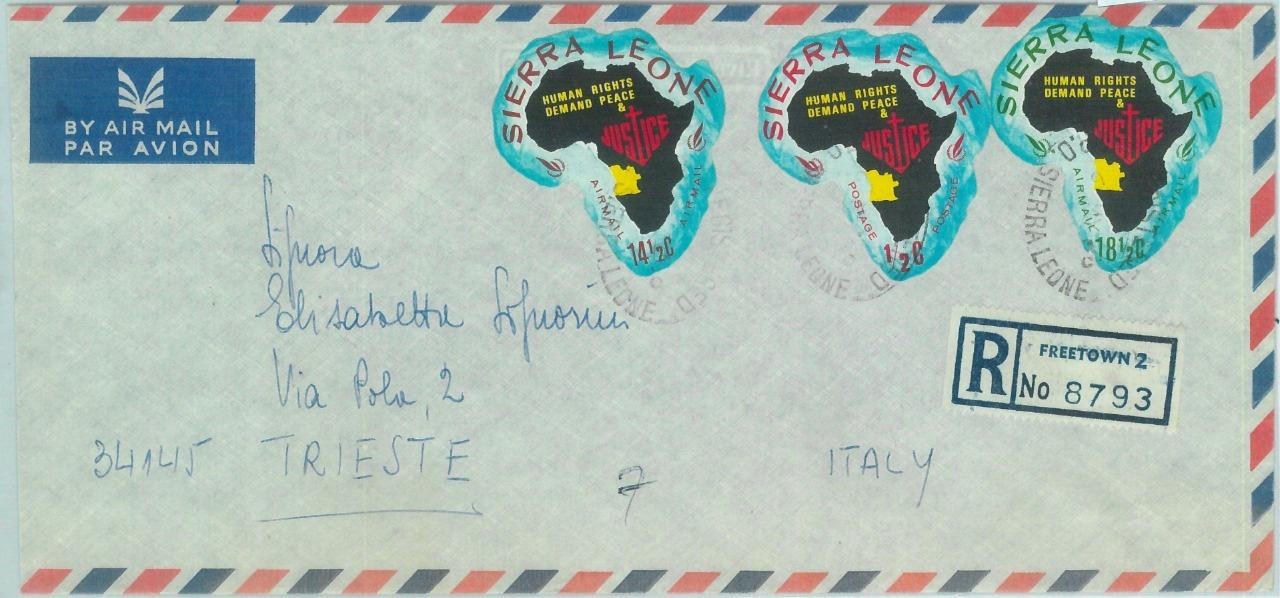 BY AIR MAIL
PAR AVION
SIERRA LEONE
HUMAN RIGHTS
DEMAND PEACE
&
JUSTICE
AIRMAIL
AIRMAIL
14½C
SIERRA LEONE
HUMAN RIGHTS
DEMAND PEACE
&
JUSTICE
POSTAGE
POSTAGE
½C
SIERRA LEONE
HUMAN RIGHTS
DEMAND PEACE
&
JUSTICE
AIRMAIL
AIRMAIL
18½C
SIERRA LEONE
R
FREETOWN 2
No 8793
Signora
Elisabetta Signorini
Via Pola, 2
34145 TRIESTE
ITALY
7